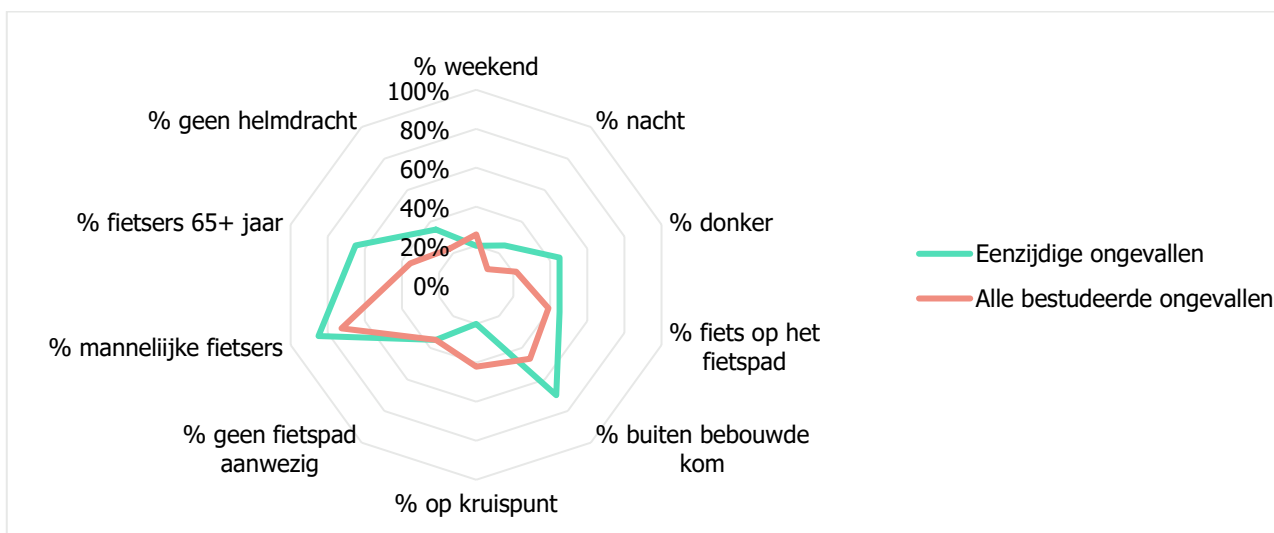 % weekend
100%
% geen helmdracht
% nacht
80%
60%
40%
% fietsers 65+ jaar
% donker
20%
Eenzijdige ongevallen
0%
Alle bestudeerde ongevallen
% manneliijke fietsers
% fiets op het
fietspad
% geen fietspad
aanwezig
% buiten bebouwde
kom
% op kruispunt